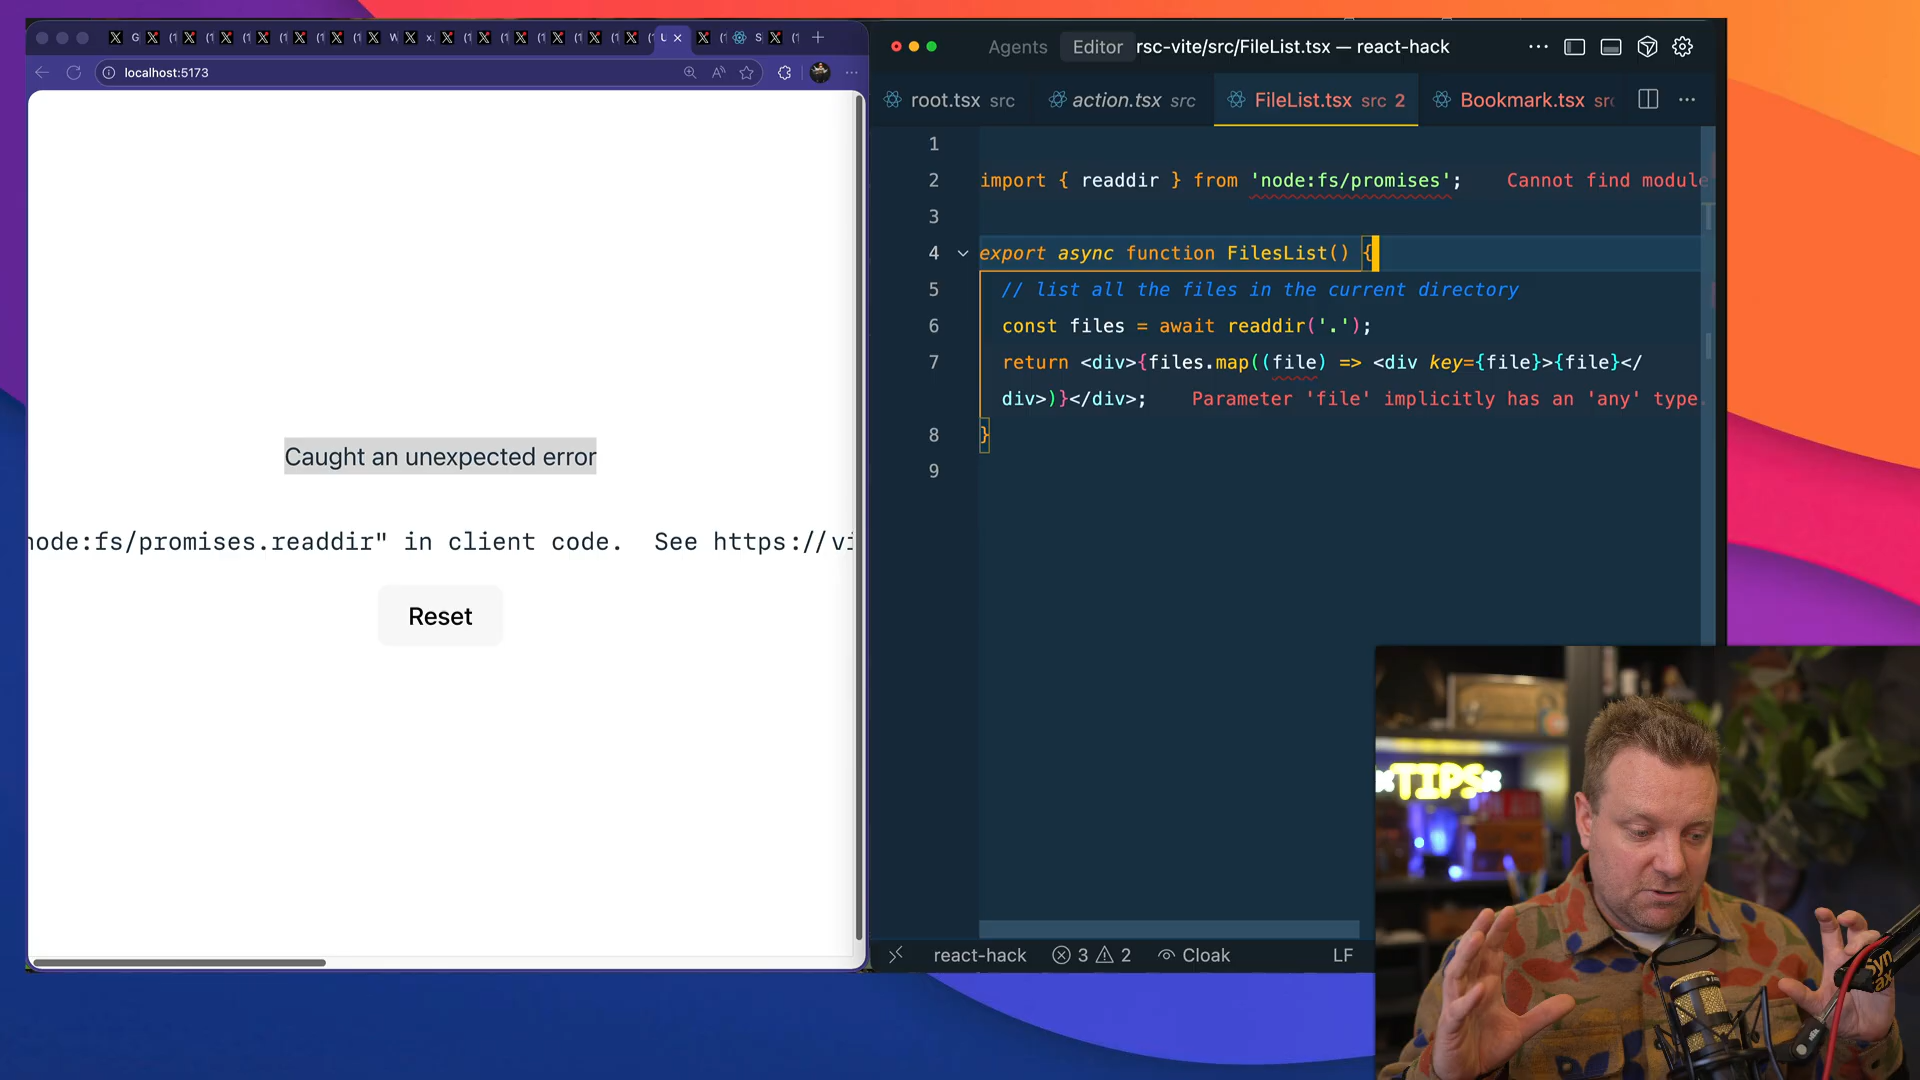 localhost:5173
Caught an unexpected error
node:fs/promises.readdir" in client code.  See https://vi
Reset
Agents
Editor
rsc-vite/src/FileList.tsx — react-hack
root.tsx src
action.tsx src
FileList.tsx src 2
Bookmark.tsx src
1
2 import { readdir } from 'node:fs/promises'; Cannot find module
3
4 export async function FilesList() {
5 // list all the files in the current directory
6 const files = await readdir('.');
7 return <div>{files.map((file) => <div key={file}>{file}</
div>)}</div>; Parameter 'file' implicitly has an 'any' type.
8 }
9
react-hack
3 2
Cloak
LF
TIPS
Syntax